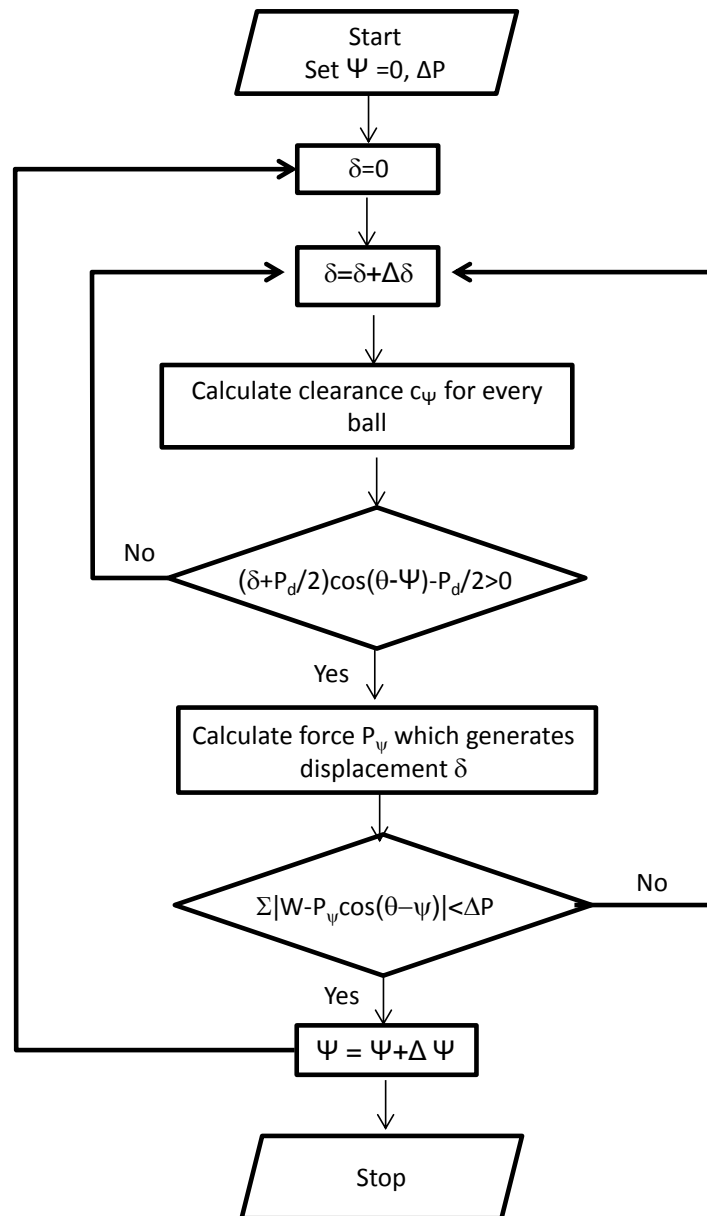 Start
Set Ψ =0, ΔP
δ=0
δ=δ+Δδ
Calculate clearance cΨ for every
ball
No
(δ+Pd/2)cos(θ-Ψ)-Pd/2>0
Yes
Calculate force Pψ which generates
displacement δ
No
Σ|W-Pψcos(θ−ψ)|<ΔP
Yes
Ψ = Ψ+Δ Ψ
Stop